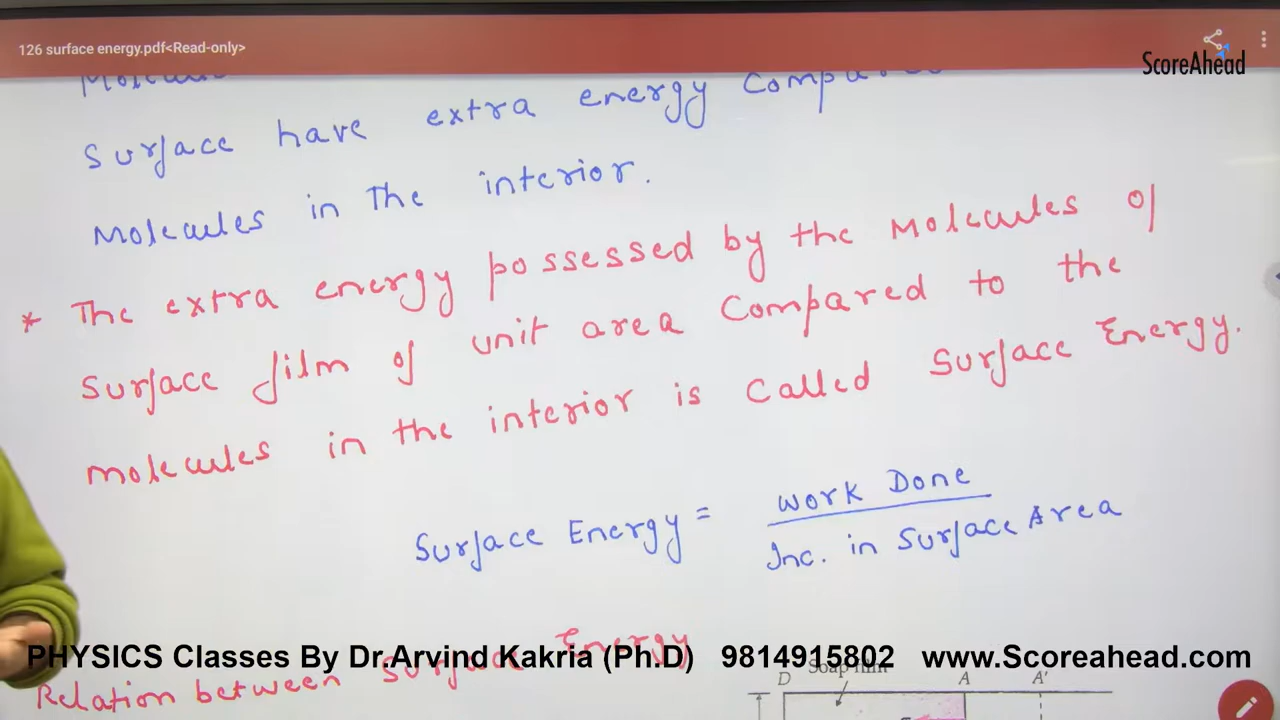 126 surface energy.pdf<Read-only>
ScoreAhead
Surface have extra energy
Molecules in The interior.
* The extra energy possessed by the Molecules of
Surface film of unit area Compared to the
molecules in the interior is Called Surface Energy.
Surface Energy = Work Done
Inc. in Surface Area
PHYSICS Classes By Dr.Arvind Kakria (Ph.D) 9814915802 www.Scoreahead.com
Relation between Surface Energy
Soap film
D A A'